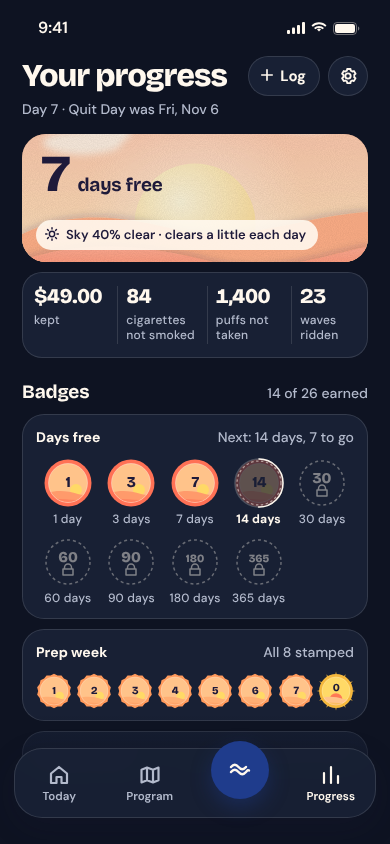 9:41
Your progress
+ Log
Day 7 · Quit Day was Fri, Nov 6
7 days free
Sky 40% clear · clears a little each day
$49.00 84 1,400 23
kept cigarettes puffs not waves
not smoked taken ridden
Badges 14 of 26 earned
Days free Next: 14 days, 7 to go
1 3 7 14 30
1 day 3 days 7 days 14 days 30 days
60 90 180 365
60 days 90 days 180 days 365 days
Prep week All 8 stamped
1 2 3 4 5 6 7 0
Today Program Progress